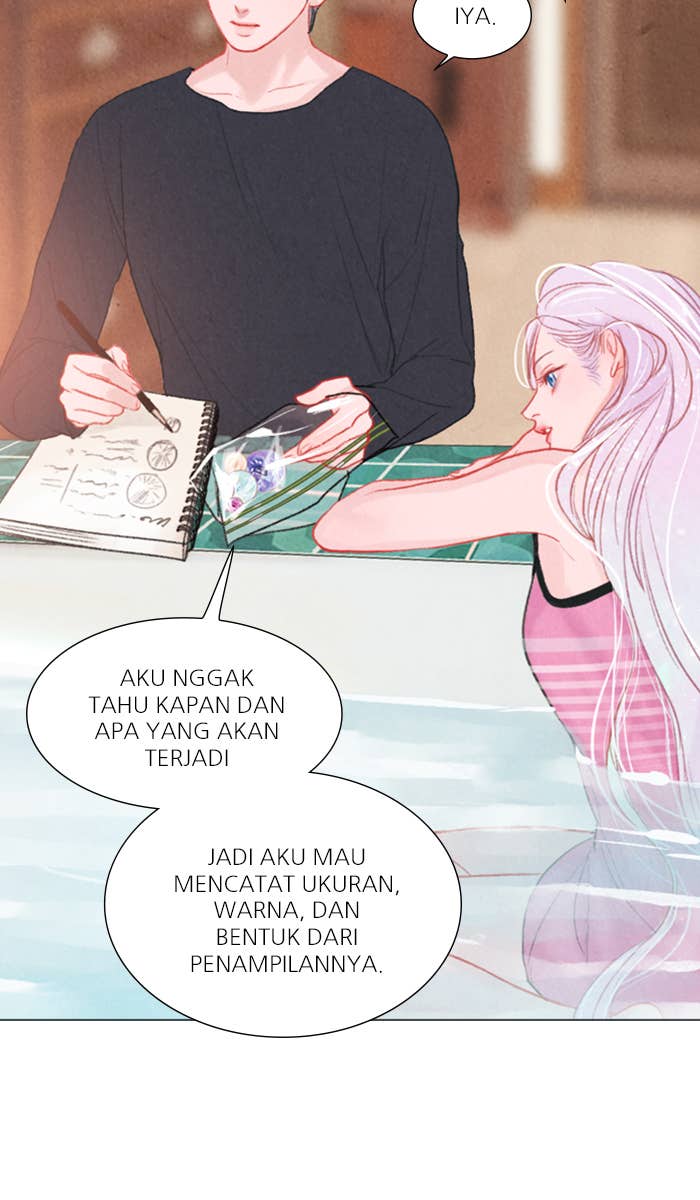 IYA.
AKU NGGAK
TAHU KAPAN DAN
APA YANG AKAN
TERJADI
JADI AKU MAU
MENCATAT UKURAN,
WARNA, DAN
BENTUK DARI
PENAMPILANNYA.